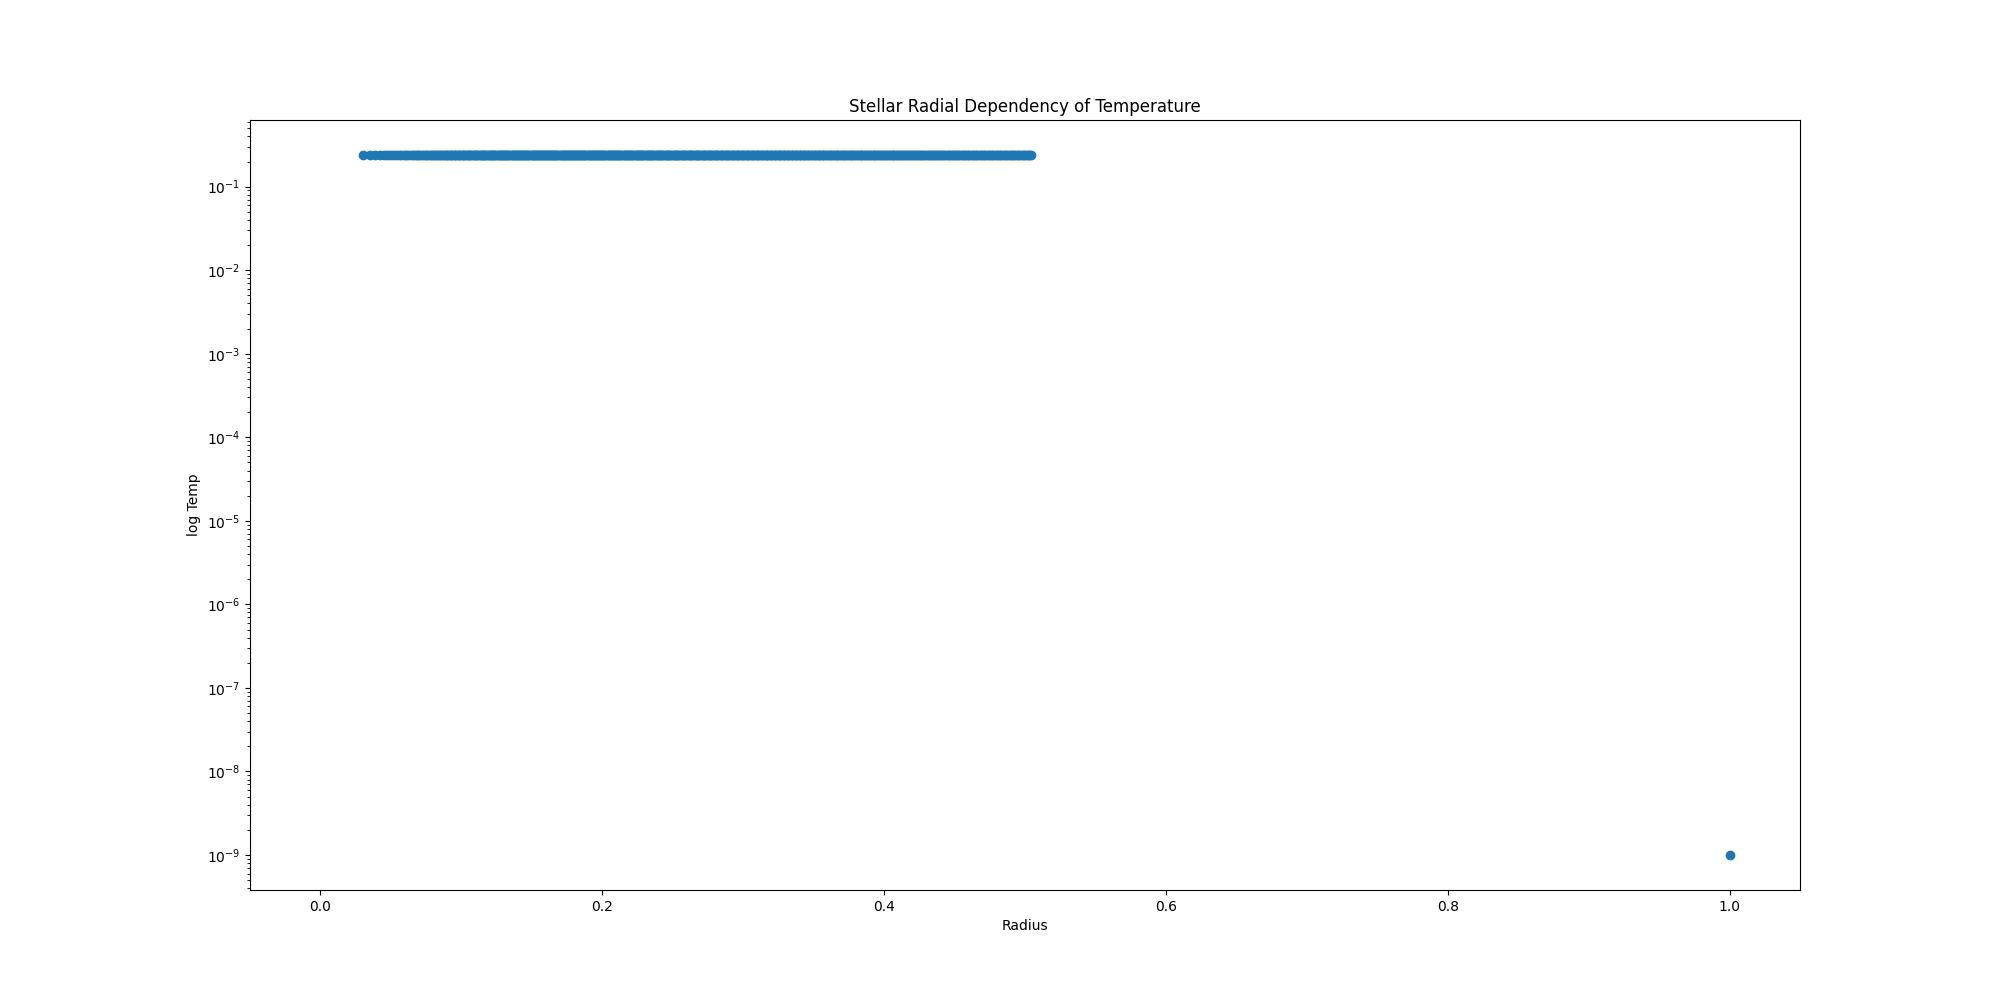 Stellar Radial Dependency of Temperature
log Temp
10⁻¹
10⁻²
10⁻³
10⁻⁴
10⁻⁵
10⁻⁶
10⁻⁷
10⁻⁸
10⁻⁹
0.0 0.2 0.4 0.6 0.8 1.0
Radius